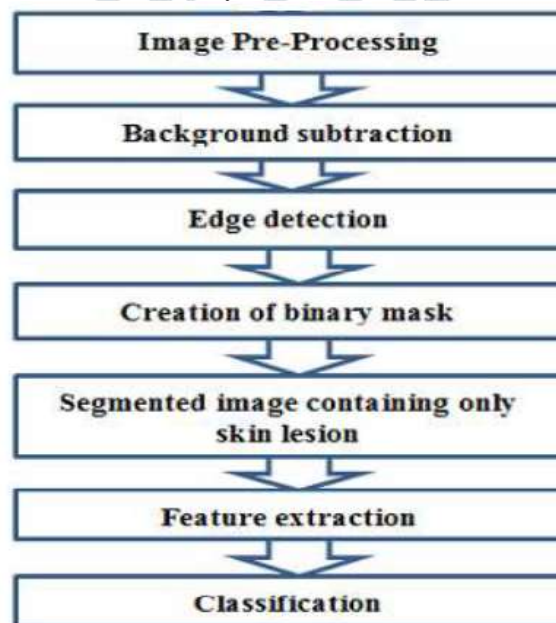 Image Pre-Processing
Background subtraction
Edge detection
Creation of binary mask
Segmented image containing only
skin lesion
Feature extraction
Classification